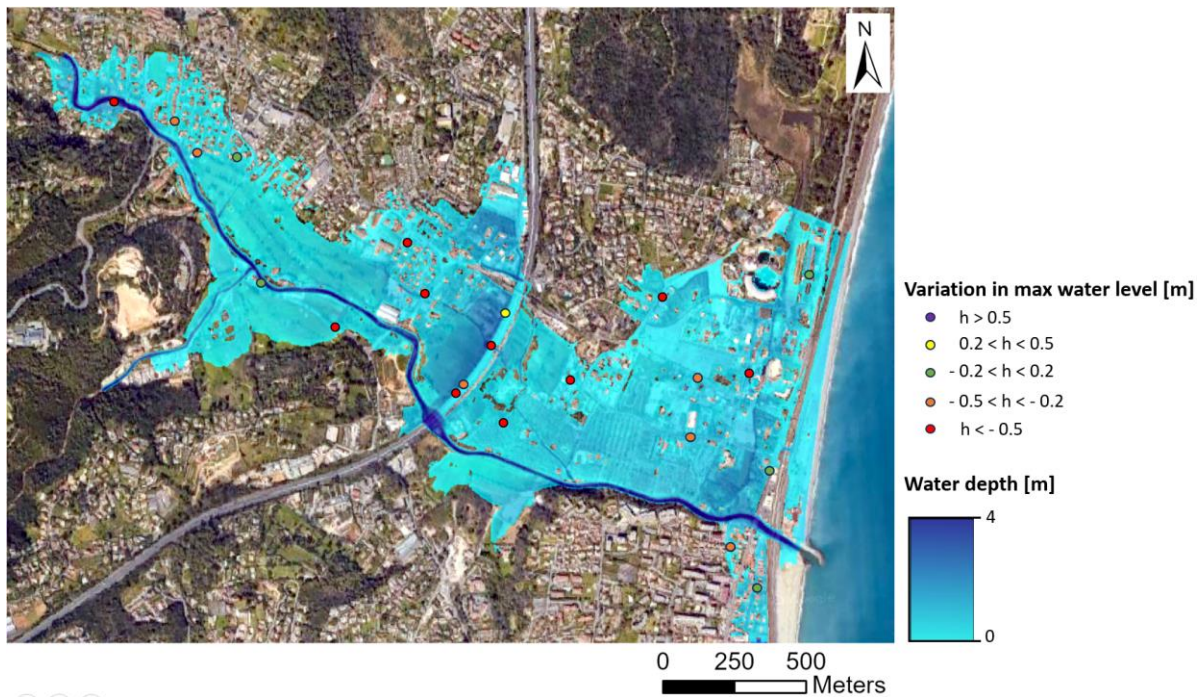 N
Variation in max water level [m]
h > 0.5
0.2 < h < 0.5
- 0.2 < h < 0.2
- 0.5 < h < - 0.2
h < - 0.5
Water depth [m]
4
0
0 250 500
Meters